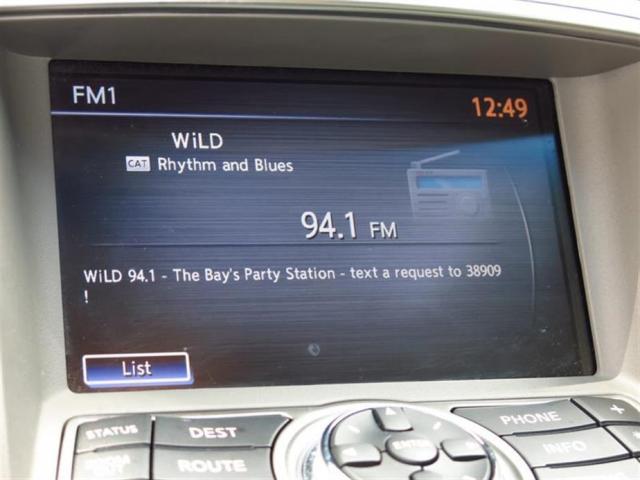 FM1
12:49
WiLD
CAT Rhythm and Blues
94.1 FM
WiLD 94.1 - The Bay's Party Station - text a request to 38909
!
List
STATUS
DEST
ENTER
PHONE
+
ROUTE
INFO